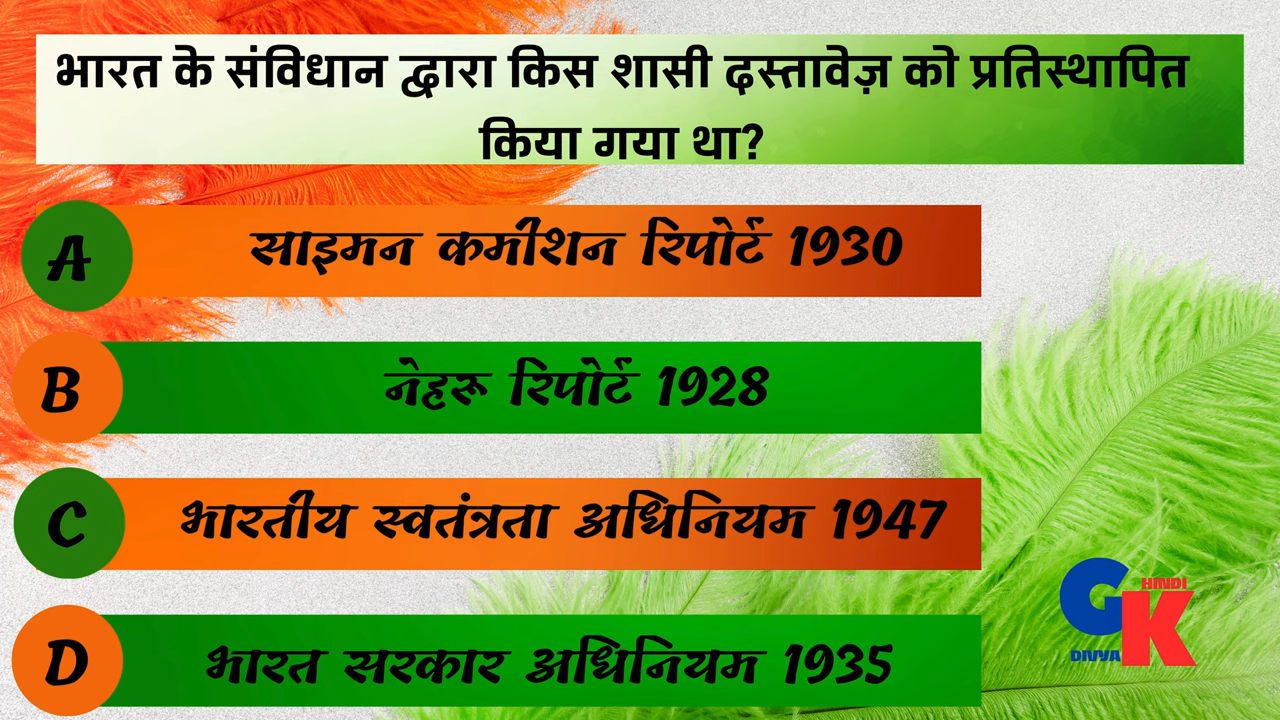 भारत के संविधान द्वारा किस शासी दस्तावेज़ को प्रतिस्थापित
किया गया था?
A साइमन कमीशन रिपोर्ट 1930
B नेहरू रिपोर्ट 1928
C भारतीय स्वतंत्रता अधिनियम 1947
D भारत सरकार अधिनियम 1935
GK HINDI
DIVYA